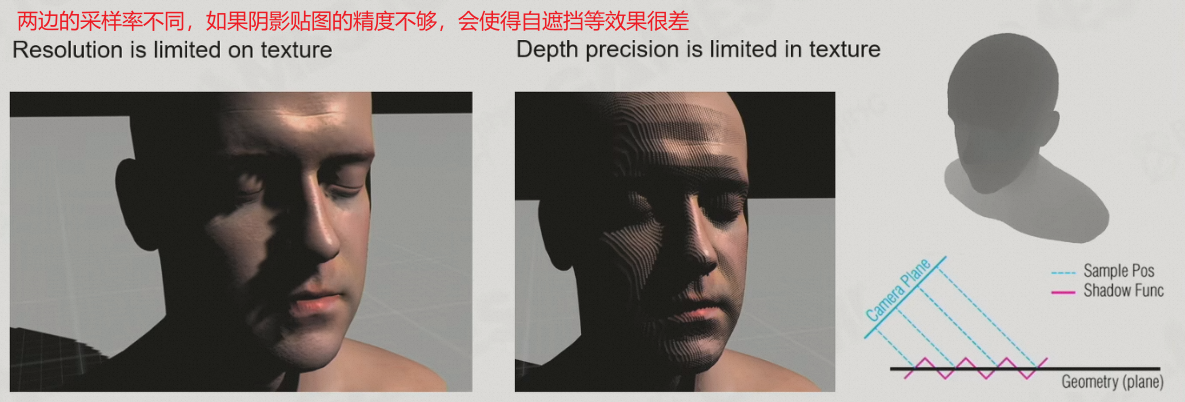 两边的采样率不同，如果阴影贴图的精度不够，会使得自遮挡等效果很差
Resolution is limited on texture
Depth precision is limited in texture
Camera Plane
Sample Pos
Shadow Func
Geometry (plane)